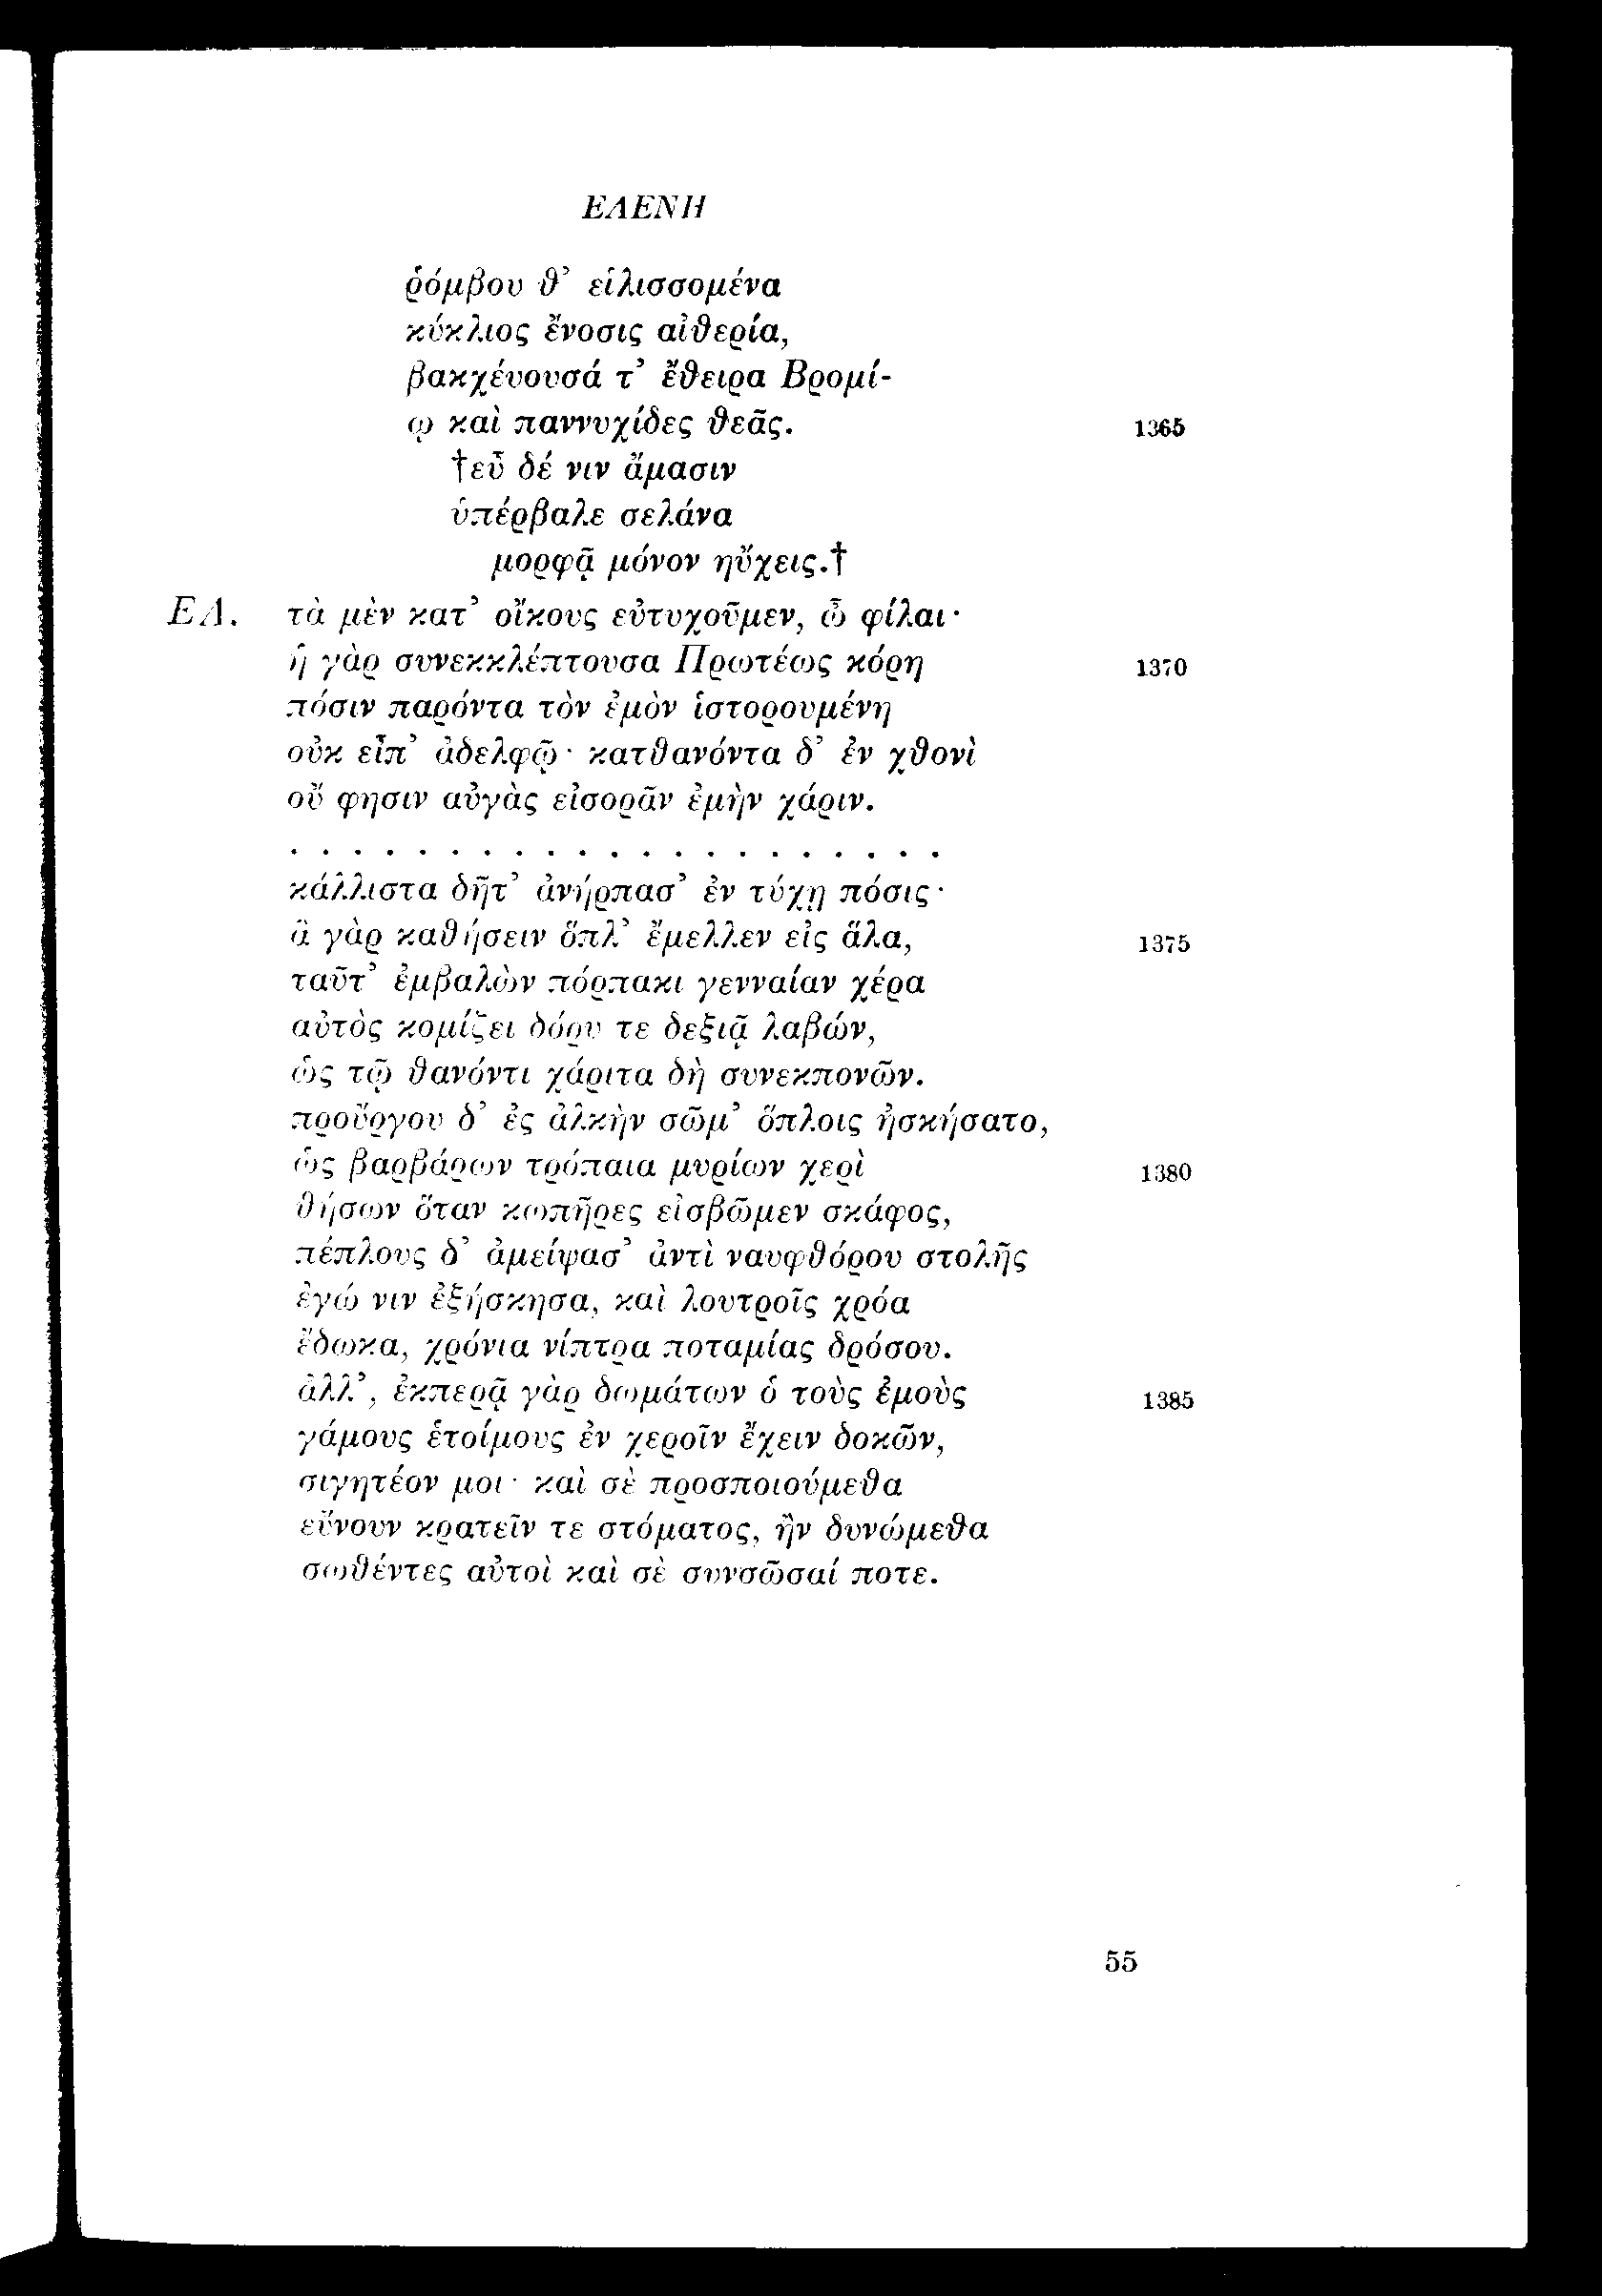 ΕΛΕΝΗ
ῥόμβου θ' εἱλισσομένα
κύκλιος ἔνοσις αἰθερία,
βακχεύουσά τ' ἔθειρα Βρομί-
ῳ καὶ παννυχίδες θεᾶς. 1365
†εὖ δέ νιν ἄμασιν
ὑπέρβαλε σελάνα
μορφᾷ μόνον ηὔχεις.†
ΕΛ. τὰ μὲν κατ' οἴκους εὐτυχοῦμεν, ὦ φίλαι·
ἡ γὰρ συνεκκλέπτουσα Πρωτέως κόρη 1370
πόσιν παρόντα τὸν ἐμὸν ἱστορουμένη
οὐκ εἶπ' ἀδελφῷ· κατθανόντα δ' ἐν χθονὶ
οὔ φησιν αὐγὰς εἰσορᾶν ἐμὴν χάριν.
. . . . . . . . . . . . . . . . . . . . .
κάλλιστα δῆτ' ἀνήρπασ' ἐν τύχῃ πόσις·
ἃ γὰρ καθήσειν ὅπλ' ἔμελλεν εἰς ἅλα, 1375
ταῦτ' ἐμβαλὼν πόρπακι γενναίαν χέρα
αὐτὸς κομίζει δόρυ τε δεξιᾷ λαβών,
ὡς τῷ θανόντι χάριτα δὴ συνεκπονῶν.
προὔργου δ' ἐς ἀλκὴν σῶμ' ὅπλοις ἠσκήσατο,
ὡς βαρβάρων τρόπαια μυρίων χερὶ 1380
θήσων ὅταν κωπῆρες εἰσβῶμεν σκάφος,
πέπλους δ' ἀμείψασ' ἀντὶ ναυφθόρου στολῆς
ἐγώ νιν ἐξήσκησα, καὶ λουτροῖς χρόα
ἔδωκα, χρόνια νίπτρα ποταμίας δρόσου.
ἀλλ', ἐκπερᾷ γὰρ δωμάτων ὁ τοὺς ἐμοὺς 1385
γάμους ἑτοίμους ἐν χεροῖν ἔχειν δοκῶν,
σιγητέον μοι· καὶ σὲ προσποιούμεθα
εὔνουν κρατεῖν τε στόματος, ἢν δυνώμεθα
σωθέντες αὐτοὶ καὶ σὲ συνσῶσαί ποτε.
55